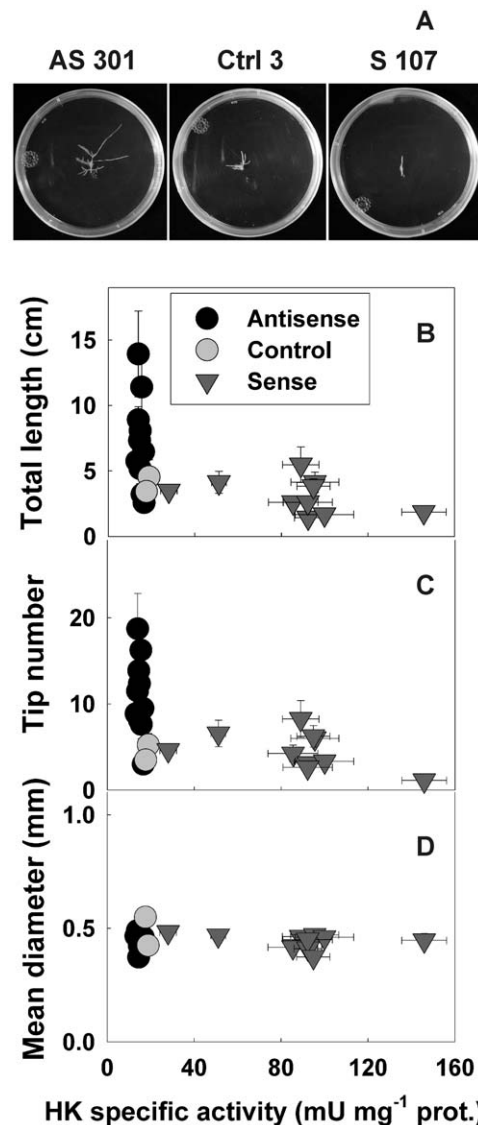 A
AS 301 Ctrl 3 S 107
Total length (cm)
15
10
5
0
Antisense
Control
Sense
B
Tip number
20
10
0
C
Mean diameter (mm)
1.0
0.5
0.0
D
0 40 80 120 160
HK specific activity (mU mg⁻¹ prot.)